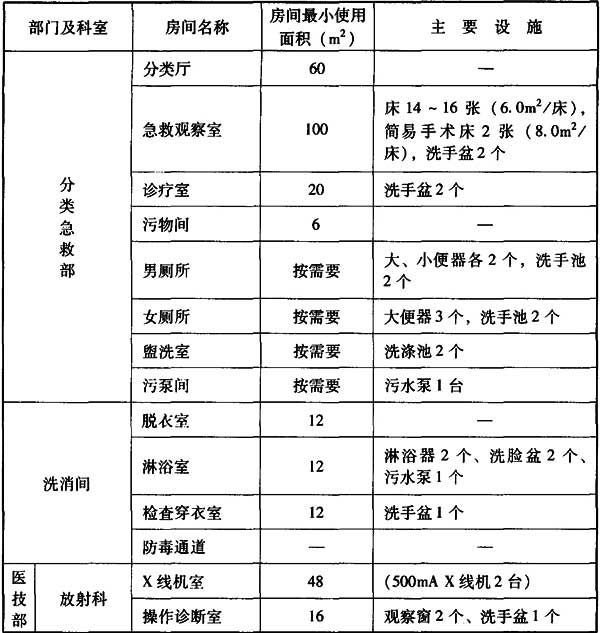 部门及科室 房间名称 房间最小使用面积（m²） 主要设施
分类急救部
分类厅 60 —
急救观察室 100 床14～16张（6.0m²/床），
简易手术床2张（8.0m²/
床），洗手盆2个
诊疗室 20 洗手盆2个
污物间 6 —
男厕所 按需要 大、小便器各2个，洗手池
2个
女厕所 按需要 大便器3个，洗手池2个
盥洗室 按需要 洗涤池2个
污泵间 按需要 污水泵1台
洗消间
脱衣室 12 —
淋浴室 12 淋浴器2个、洗脸盆2个、
污水泵1个
检查穿衣室 12 洗手盆1个
防毒通道 — —
医技部 放射科
X线机室 48 (500mA X线机2台)
操作诊断室 16 观察窗2个、洗手盆1个